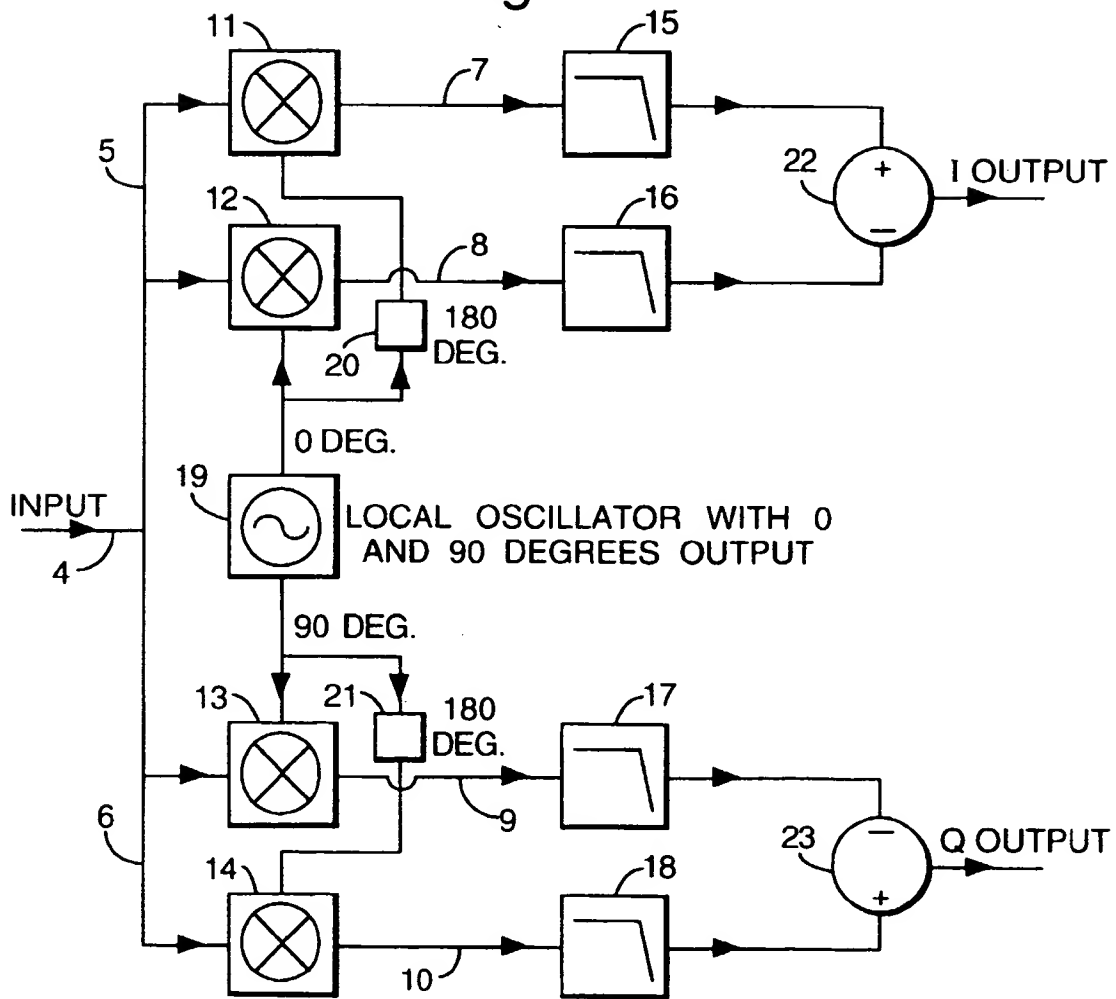 11
15
7
5
+
22
I OUTPUT
−
12
16
8
180
DEG.
20
0 DEG.
19
INPUT
4
LOCAL OSCILLATOR WITH 0
AND 90 DEGREES OUTPUT
90 DEG.
13
21
180
DEG.
17
9
6
−
23
Q OUTPUT
+
14
18
10